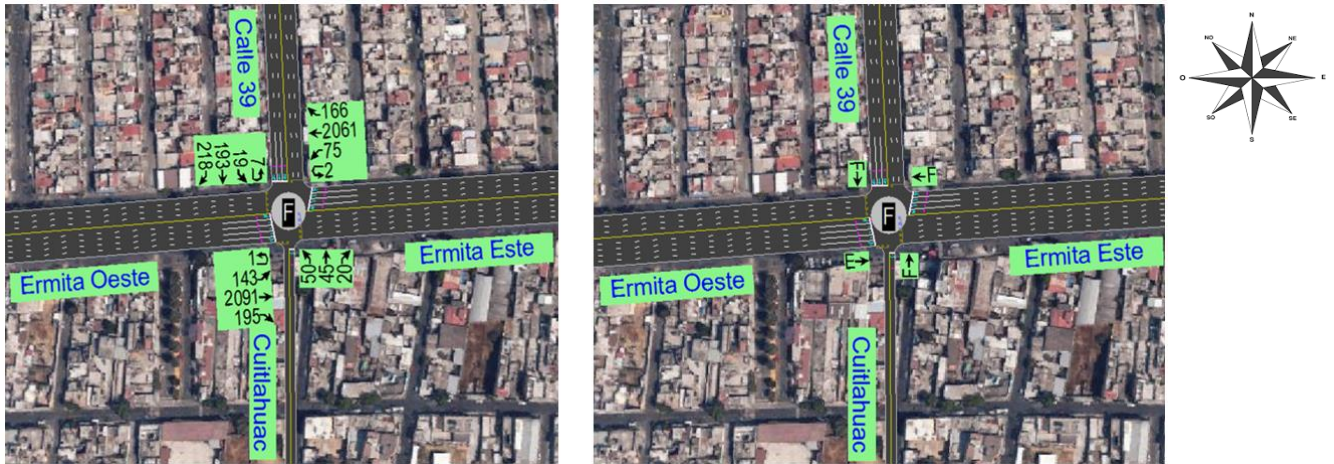 Calle 39
166
2061
75
2
218
193
19
7
F
Ermita Este
Ermita Oeste
1
143
2091
195
50
45
20
Cuitlahuac
Calle 39
F
F
F
F
F
Ermita Este
Ermita Oeste
Cuitlahuac
N
NO
NE
O
E
SO
SE
S